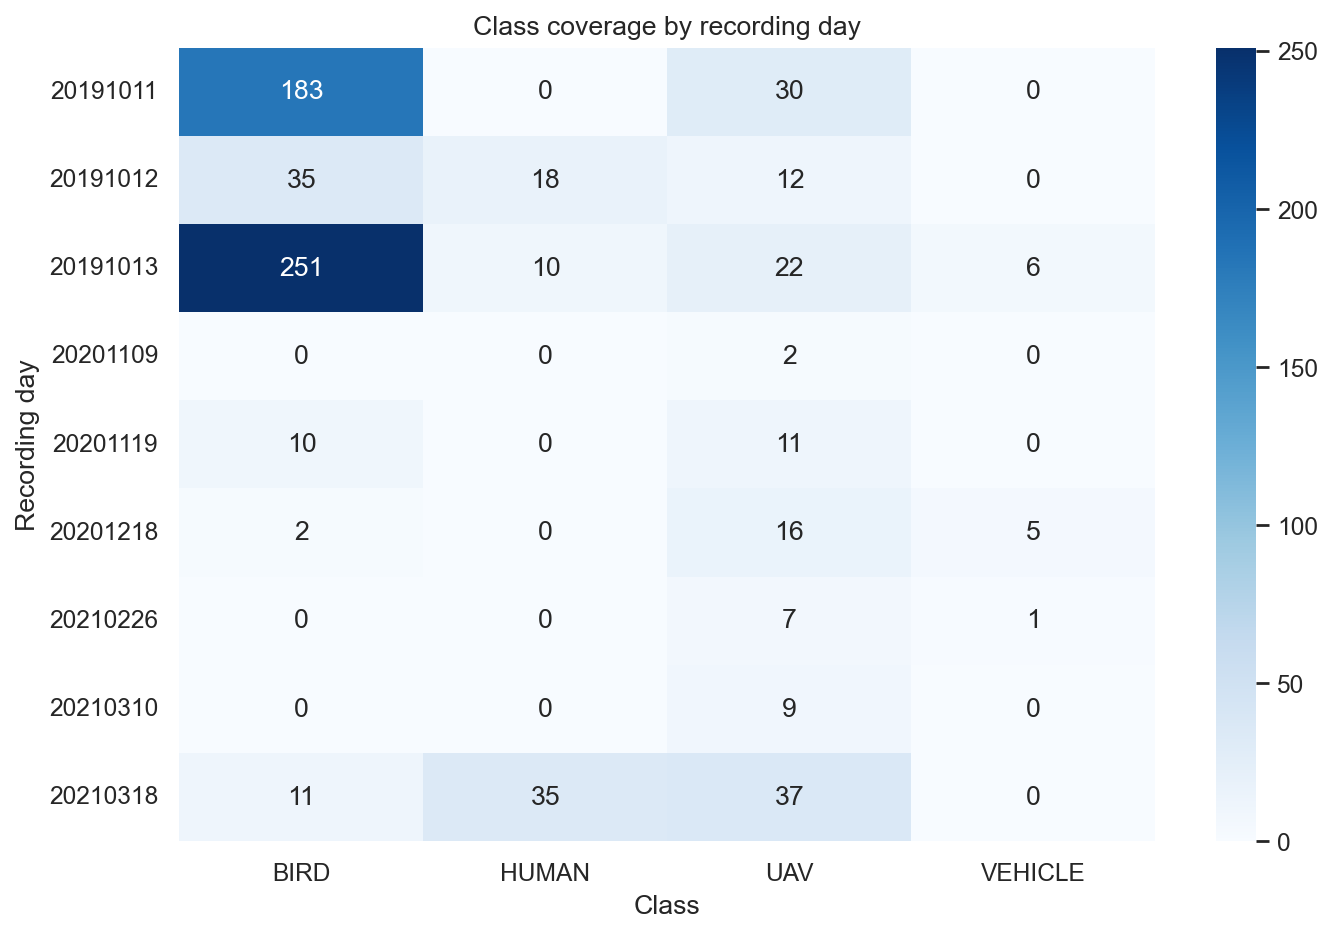 Class coverage by recording day
20191011 183 0 30 0
20191012 35 18 12 0
20191013 251 10 22 6
20201109 0 0 2 0
20201119 10 0 11 0
20201218 2 0 16 5
20210226 0 0 7 1
20210310 0 0 9 0
20210318 11 35 37 0
BIRD HUMAN UAV VEHICLE
Class
Recording day
250
200
150
100
50
0